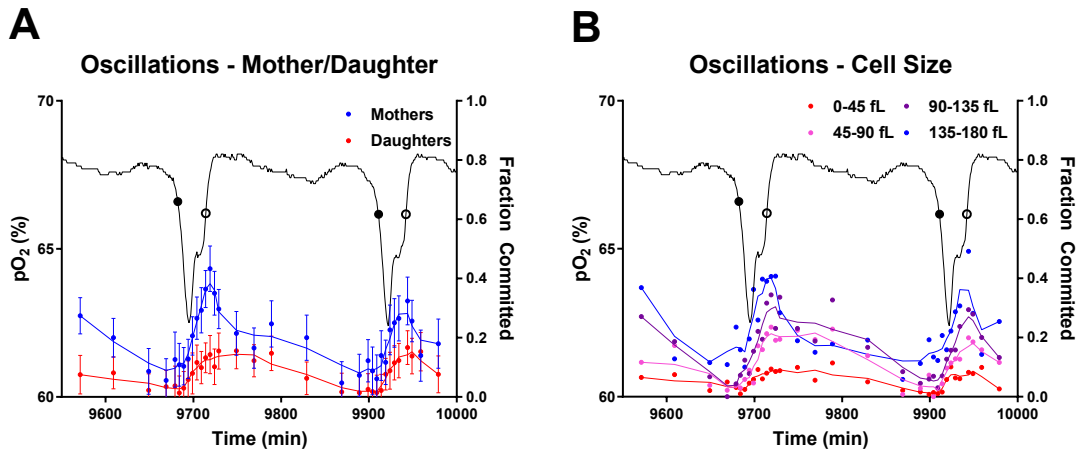 A
Oscillations - Mother/Daughter
70
65
60
pO2 (%)
Mothers
Daughters
1.0
0.8
0.6
0.4
0.2
0.0
Fraction Committed
9600 9700 9800 9900 10000
Time (min)
B
Oscillations - Cell Size
70
65
60
pO2 (%)
0-45 fL 90-135 fL
45-90 fL 135-180 fL
1.0
0.8
0.6
0.4
0.2
0.0
Fraction Committed
9600 9700 9800 9900 10000
Time (min)